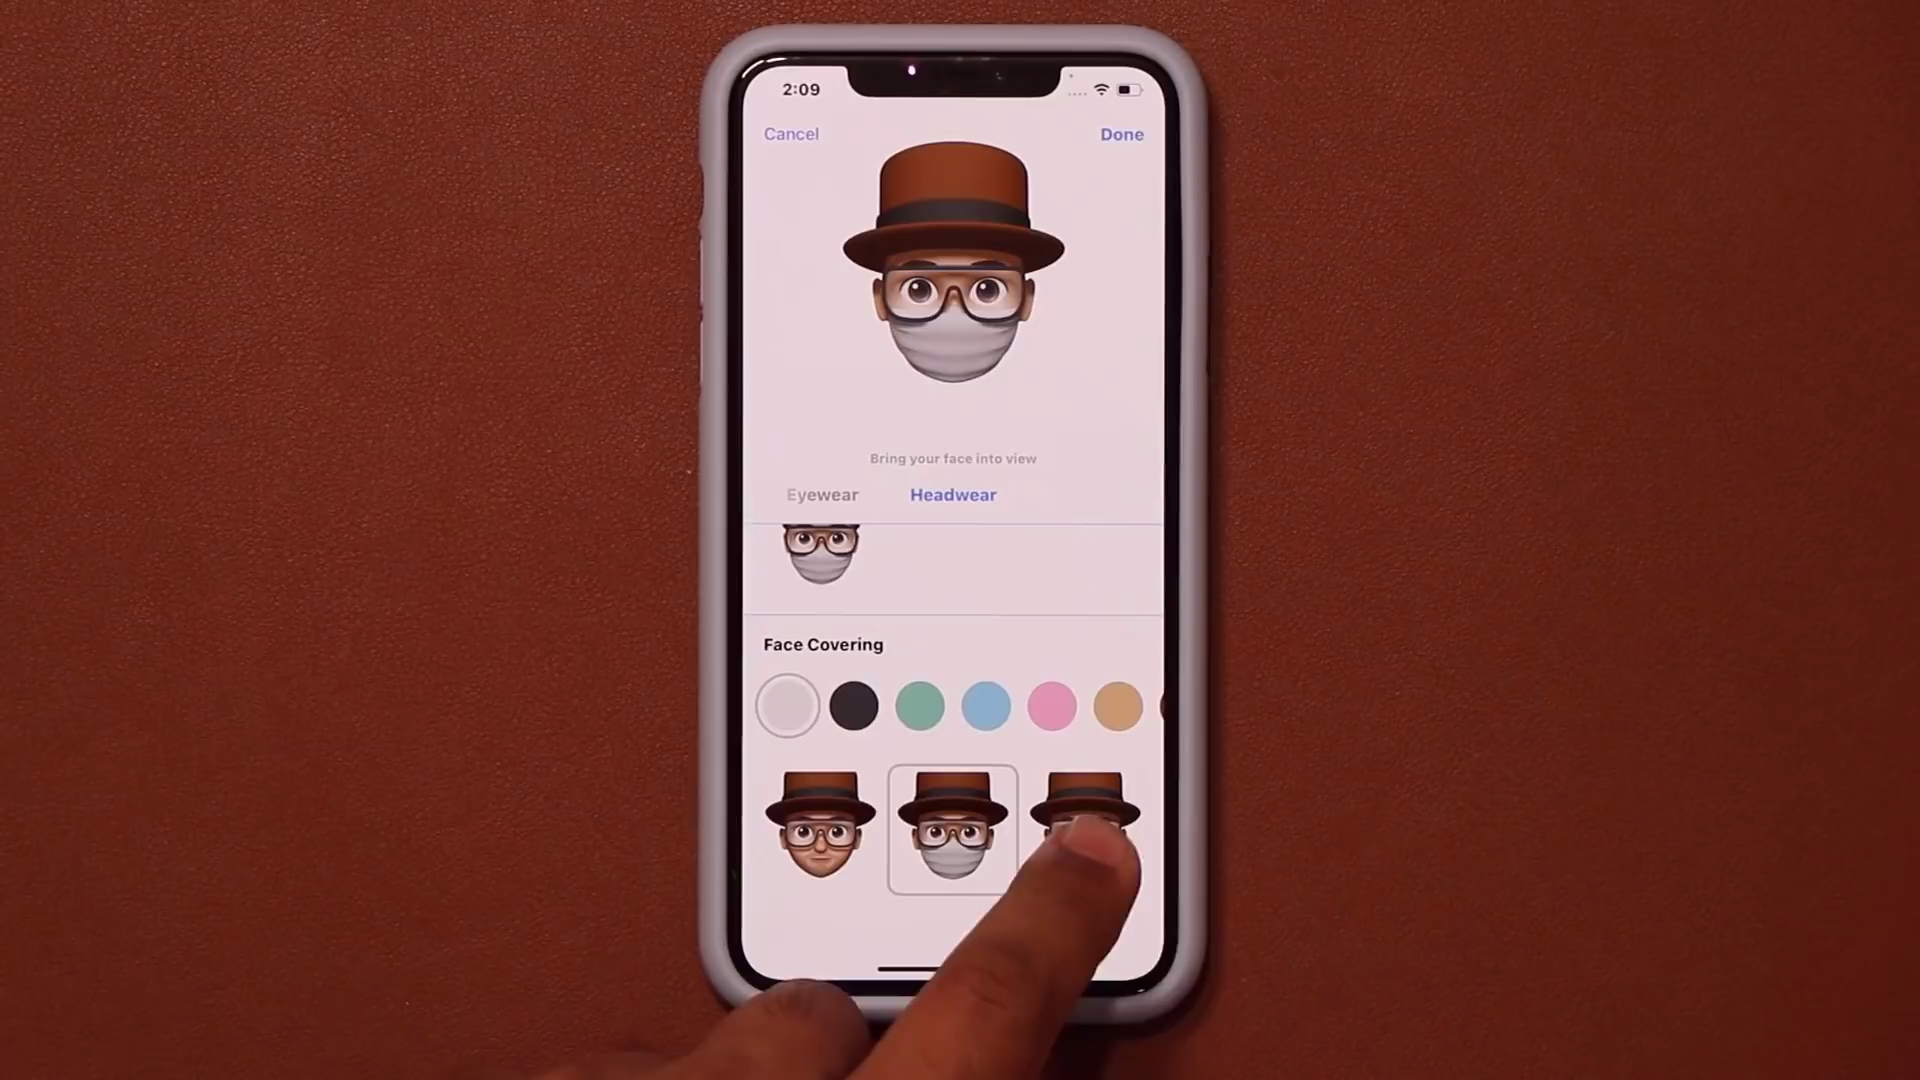 2:09
Cancel
Done
Bring your face into view
Eyewear
Headwear
Face Covering